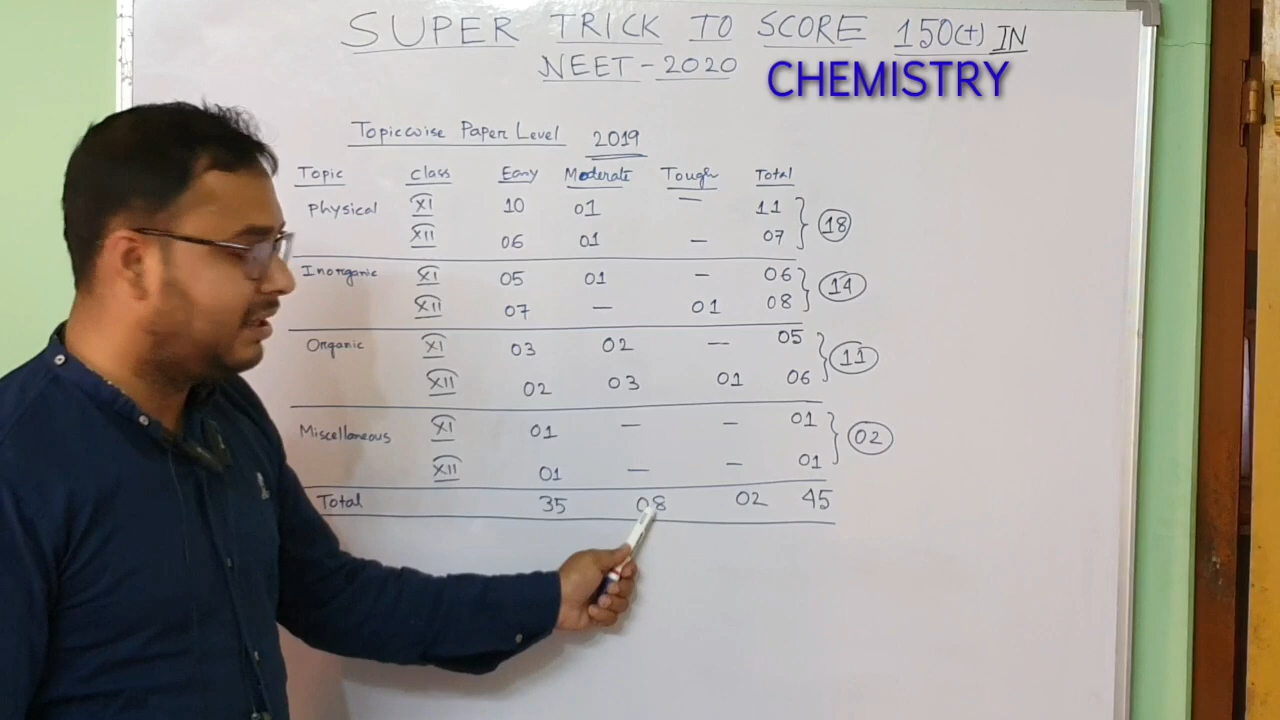 SUPER TRICK TO SCORE 150(+) IN
NEET-2020 CHEMISTRY
Topicwise Paper Level 2019
Topic Class Easy Moderate Tough Total
Physical XI 10 01 — 11
XII 06 01 — 07 18
Inorganic XI 05 01 — 06
XII 07 — 01 08 14
Organic XI 03 02 — 05
XII 02 03 01 06 11
Miscellaneous XI 01 — — 01
XII 01 — — 01 02
Total 35 08 02 45